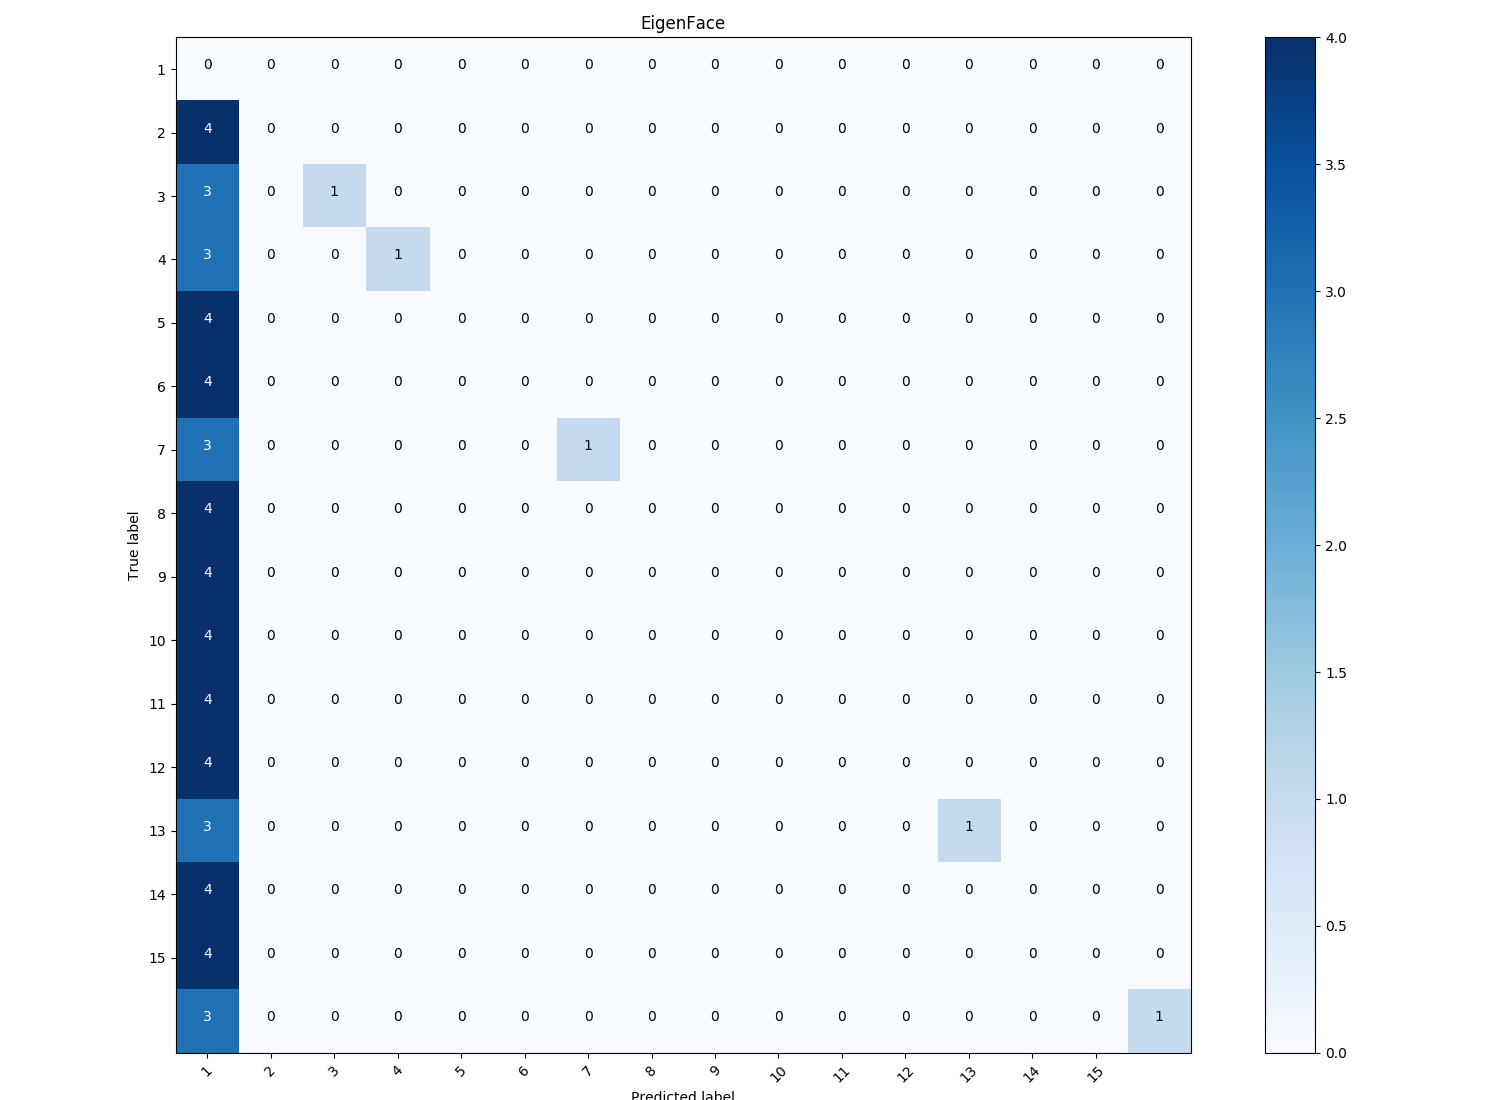 EigenFace
True label
1 0 0 0 0 0 0 0 0 0 0 0 0 0 0 0 0
2 4 0 0 0 0 0 0 0 0 0 0 0 0 0 0 0
3 3 0 1 0 0 0 0 0 0 0 0 0 0 0 0 0
4 3 0 0 1 0 0 0 0 0 0 0 0 0 0 0 0
5 4 0 0 0 0 0 0 0 0 0 0 0 0 0 0 0
6 4 0 0 0 0 0 0 0 0 0 0 0 0 0 0 0
7 3 0 0 0 0 0 1 0 0 0 0 0 0 0 0 0
8 4 0 0 0 0 0 0 0 0 0 0 0 0 0 0 0
9 4 0 0 0 0 0 0 0 0 0 0 0 0 0 0 0
10 4 0 0 0 0 0 0 0 0 0 0 0 0 0 0 0
11 4 0 0 0 0 0 0 0 0 0 0 0 0 0 0 0
12 4 0 0 0 0 0 0 0 0 0 0 0 0 0 0 0
13 3 0 0 0 0 0 0 0 0 0 0 0 1 0 0 0
14 4 0 0 0 0 0 0 0 0 0 0 0 0 0 0 0
15 4 0 0 0 0 0 0 0 0 0 0 0 0 0 0 0
3 0 0 0 0 0 0 0 0 0 0 0 0 0 0 1
1 2 3 4 5 6 7 8 9 10 11 12 13 14 15
Predicted label
4.0
3.5
3.0
2.5
2.0
1.5
1.0
0.5
0.0